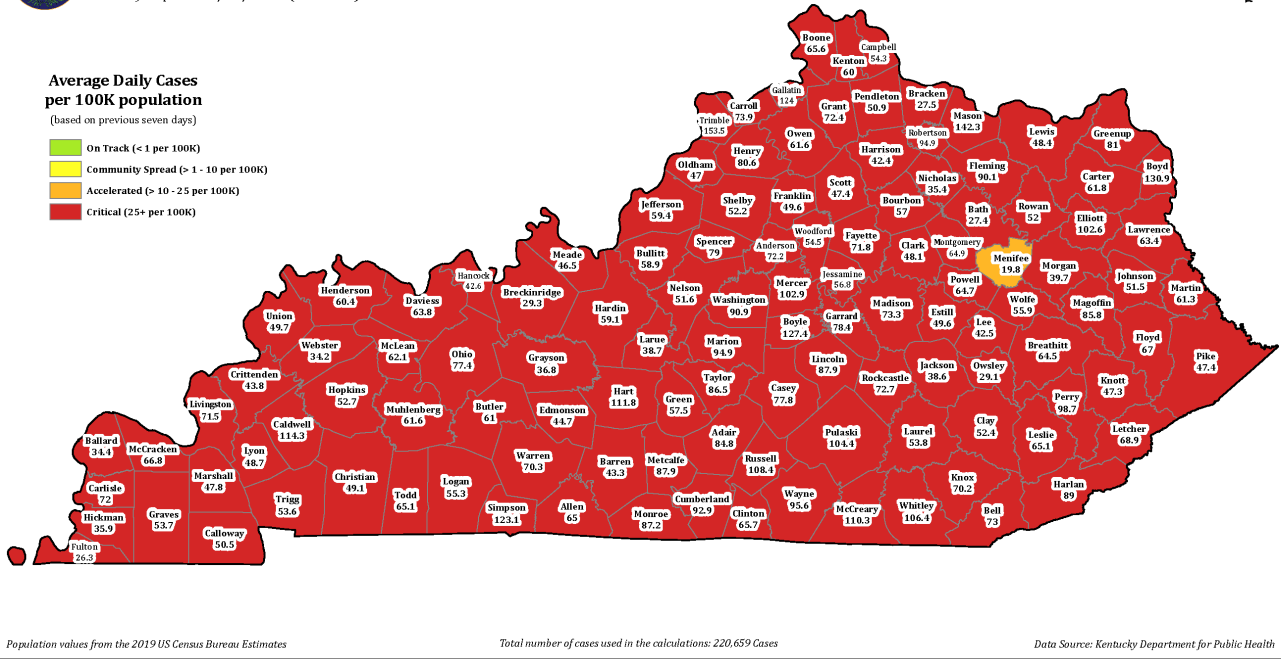 Average Daily Cases
per 100K population
(based on previous seven days)
On Track (< 1 per 100K)
Community Spread (> 1 - 10 per 100K)
Accelerated (> 10 - 25 per 100K)
Critical (25+ per 100K)
Boone
65.6
Kenton
60
Campbell
54.3
Gallatin
124
Carroll
73.9
Trimble
153.5
Grant
72.4
Pendleton
50.9
Bracken
27.5
Mason
142.3
Robertson
94.9
Lewis
48.4
Greenup
81
Boyd
130.9
Owen
61.6
Henry
80.6
Oldham
47
Harrison
42.4
Nicholas
35.4
Fleming
90.1
Carter
61.8
Scott
47.4
Bourbon
57
Bath
27.4
Rowan
52
Elliott
102.6
Lawrence
63.4
Jefferson
59.4
Shelby
52.2
Franklin
49.6
Woodford
54.5
Fayette
71.8
Clark
48.1
Montgomery
64.9
Menifee
19.8
Morgan
39.7
Johnson
51.5
Martin
61.3
Spencer
79
Anderson
72.2
Bullitt
58.9
Meade
46.5
Hancock
42.6
Breckinridge
29.3
Jessamine
56.8
Mercer
102.9
Powell
64.7
Wolfe
55.9
Magoffin
85.8
Nelson
51.6
Washington
90.9
Madison
73.3
Estill
49.6
Lee
42.5
Garrard
78.4
Boyle
127.4
Henderson
60.4
Daviess
63.8
Union
49.7
Hardin
59.1
Larue
38.7
Marion
94.9
Webster
34.2
McLean
62.1
Ohio
77.4
Grayson
36.8
Breathitt
64.5
Floyd
67
Pike
47.4
Lincoln
87.9
Rockcastle
72.7
Jackson
38.6
Owsley
29.1
Knott
47.3
Perry
98.7
Crittenden
43.8
Livingston
71.5
Hopkins
52.7
Muhlenberg
61.6
Butler
61
Edmonson
44.7
Hart
111.8
Green
57.5
Taylor
86.5
Casey
77.8
Caldwell
114.3
Adair
84.8
Pulaski
104.4
Laurel
53.8
Clay
52.4
Leslie
65.1
Letcher
68.9
Ballard
34.4
McCracken
66.8
Lyon
48.7
Marshall
47.8
Warren
70.3
Barren
43.3
Metcalfe
87.9
Russell
108.4
Knox
70.2
Harlan
89
Carlisle
72
Christian
49.1
Todd
65.1
Logan
55.3
Trigg
53.6
Simpson
123.1
Allen
65
Monroe
87.2
Cumberland
92.9
Clinton
65.7
Wayne
95.6
McCreary
110.3
Whitley
106.4
Bell
73
Hickman
35.9
Graves
53.7
Calloway
50.5
Fulton
26.3
Population values from the 2019 US Census Bureau Estimates
Total number of cases used in the calculations: 220,659 Cases
Data Source: Kentucky Department for Public Health